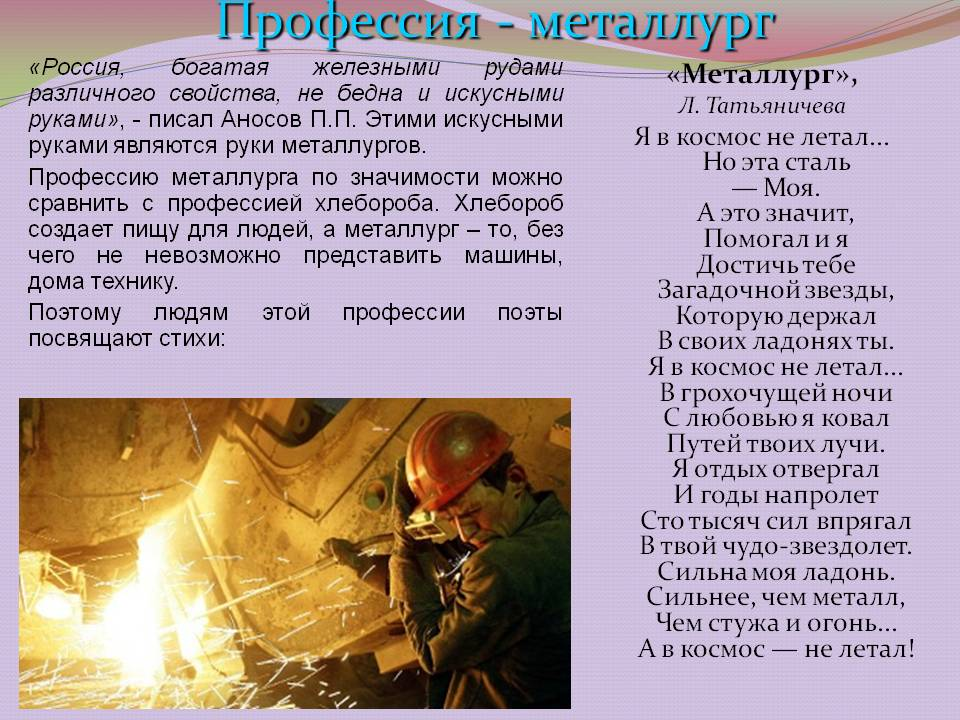 Профессия - металлург
«Россия, богатая железными рудами
различного свойства, не бедна и искусными
руками», - писал Аносов П.П. Этими искусными
руками являются руки металлургов.
Профессию металлурга по значимости можно
сравнить с профессией хлебороба. Хлебороб
создает пищу для людей, а металлург – то, без
чего не невозможно представить машины,
дома технику.
Поэтому людям этой профессии поэты
посвящают стихи:
«Металлург»,
Л. Татьяничева
Я в космос не летал...
Но эта сталь
— Моя.
А это значит,
Помогал и я
Достичь тебе
Загадочной звезды,
Которую держал
В своих ладонях ты.
Я в космос не летал...
В грохочущей ночи
С любовью я ковал
Путей твоих лучи.
Я отдых отвергал
И годы напролет
Сто тысяч сил впрягал
В твой чудо-звездолет.
Сильна моя ладонь.
Сильнее, чем металл,
Чем стужа и огонь...
А в космос — не летал!